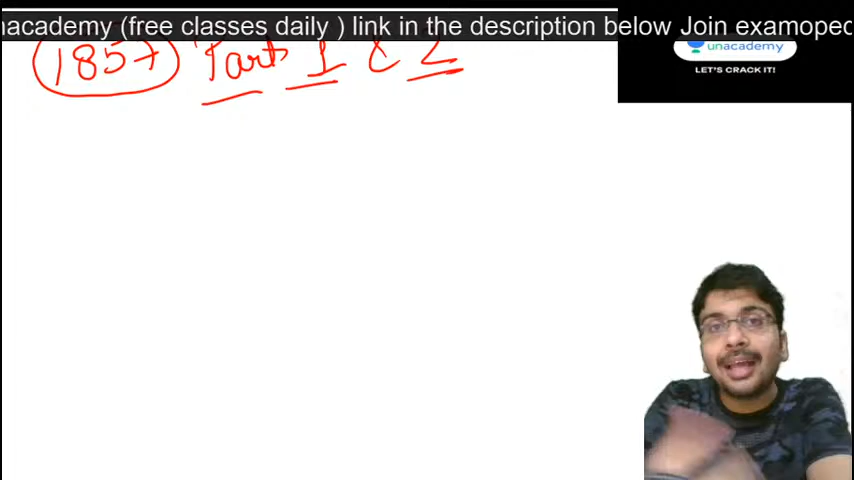 nacademy (free classes daily ) link in the description below Join examoped
1857 Part 1 & 2
unacademy
LET'S CRACK IT!